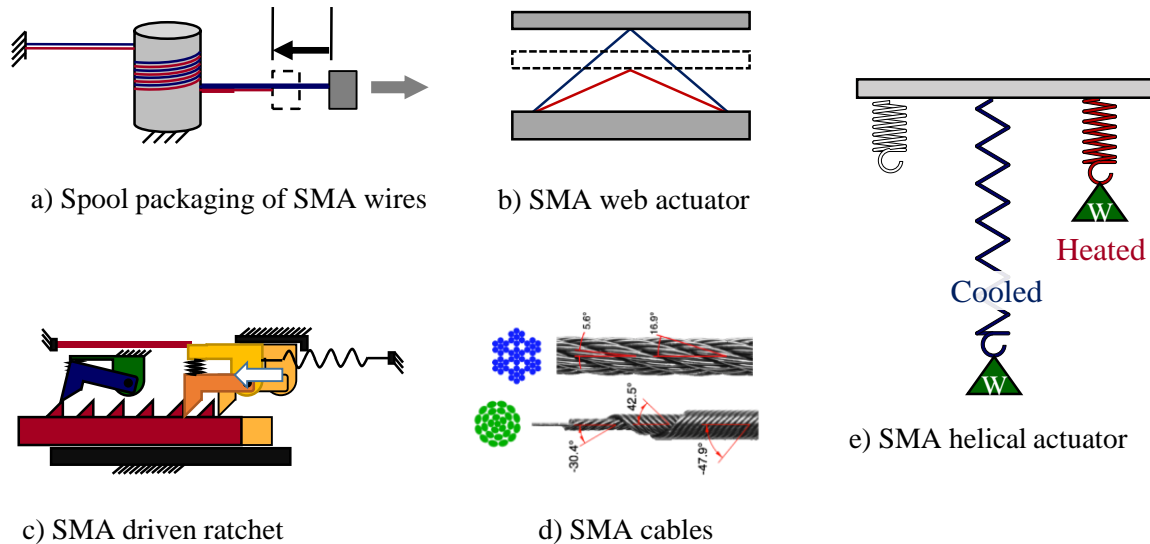 a) Spool packaging of SMA wires
b) SMA web actuator
W
Heated
Cooled
W
e) SMA helical actuator
c) SMA driven ratchet
5.6°
16.9°
42.5°
-30.4°
-47.9°
d) SMA cables